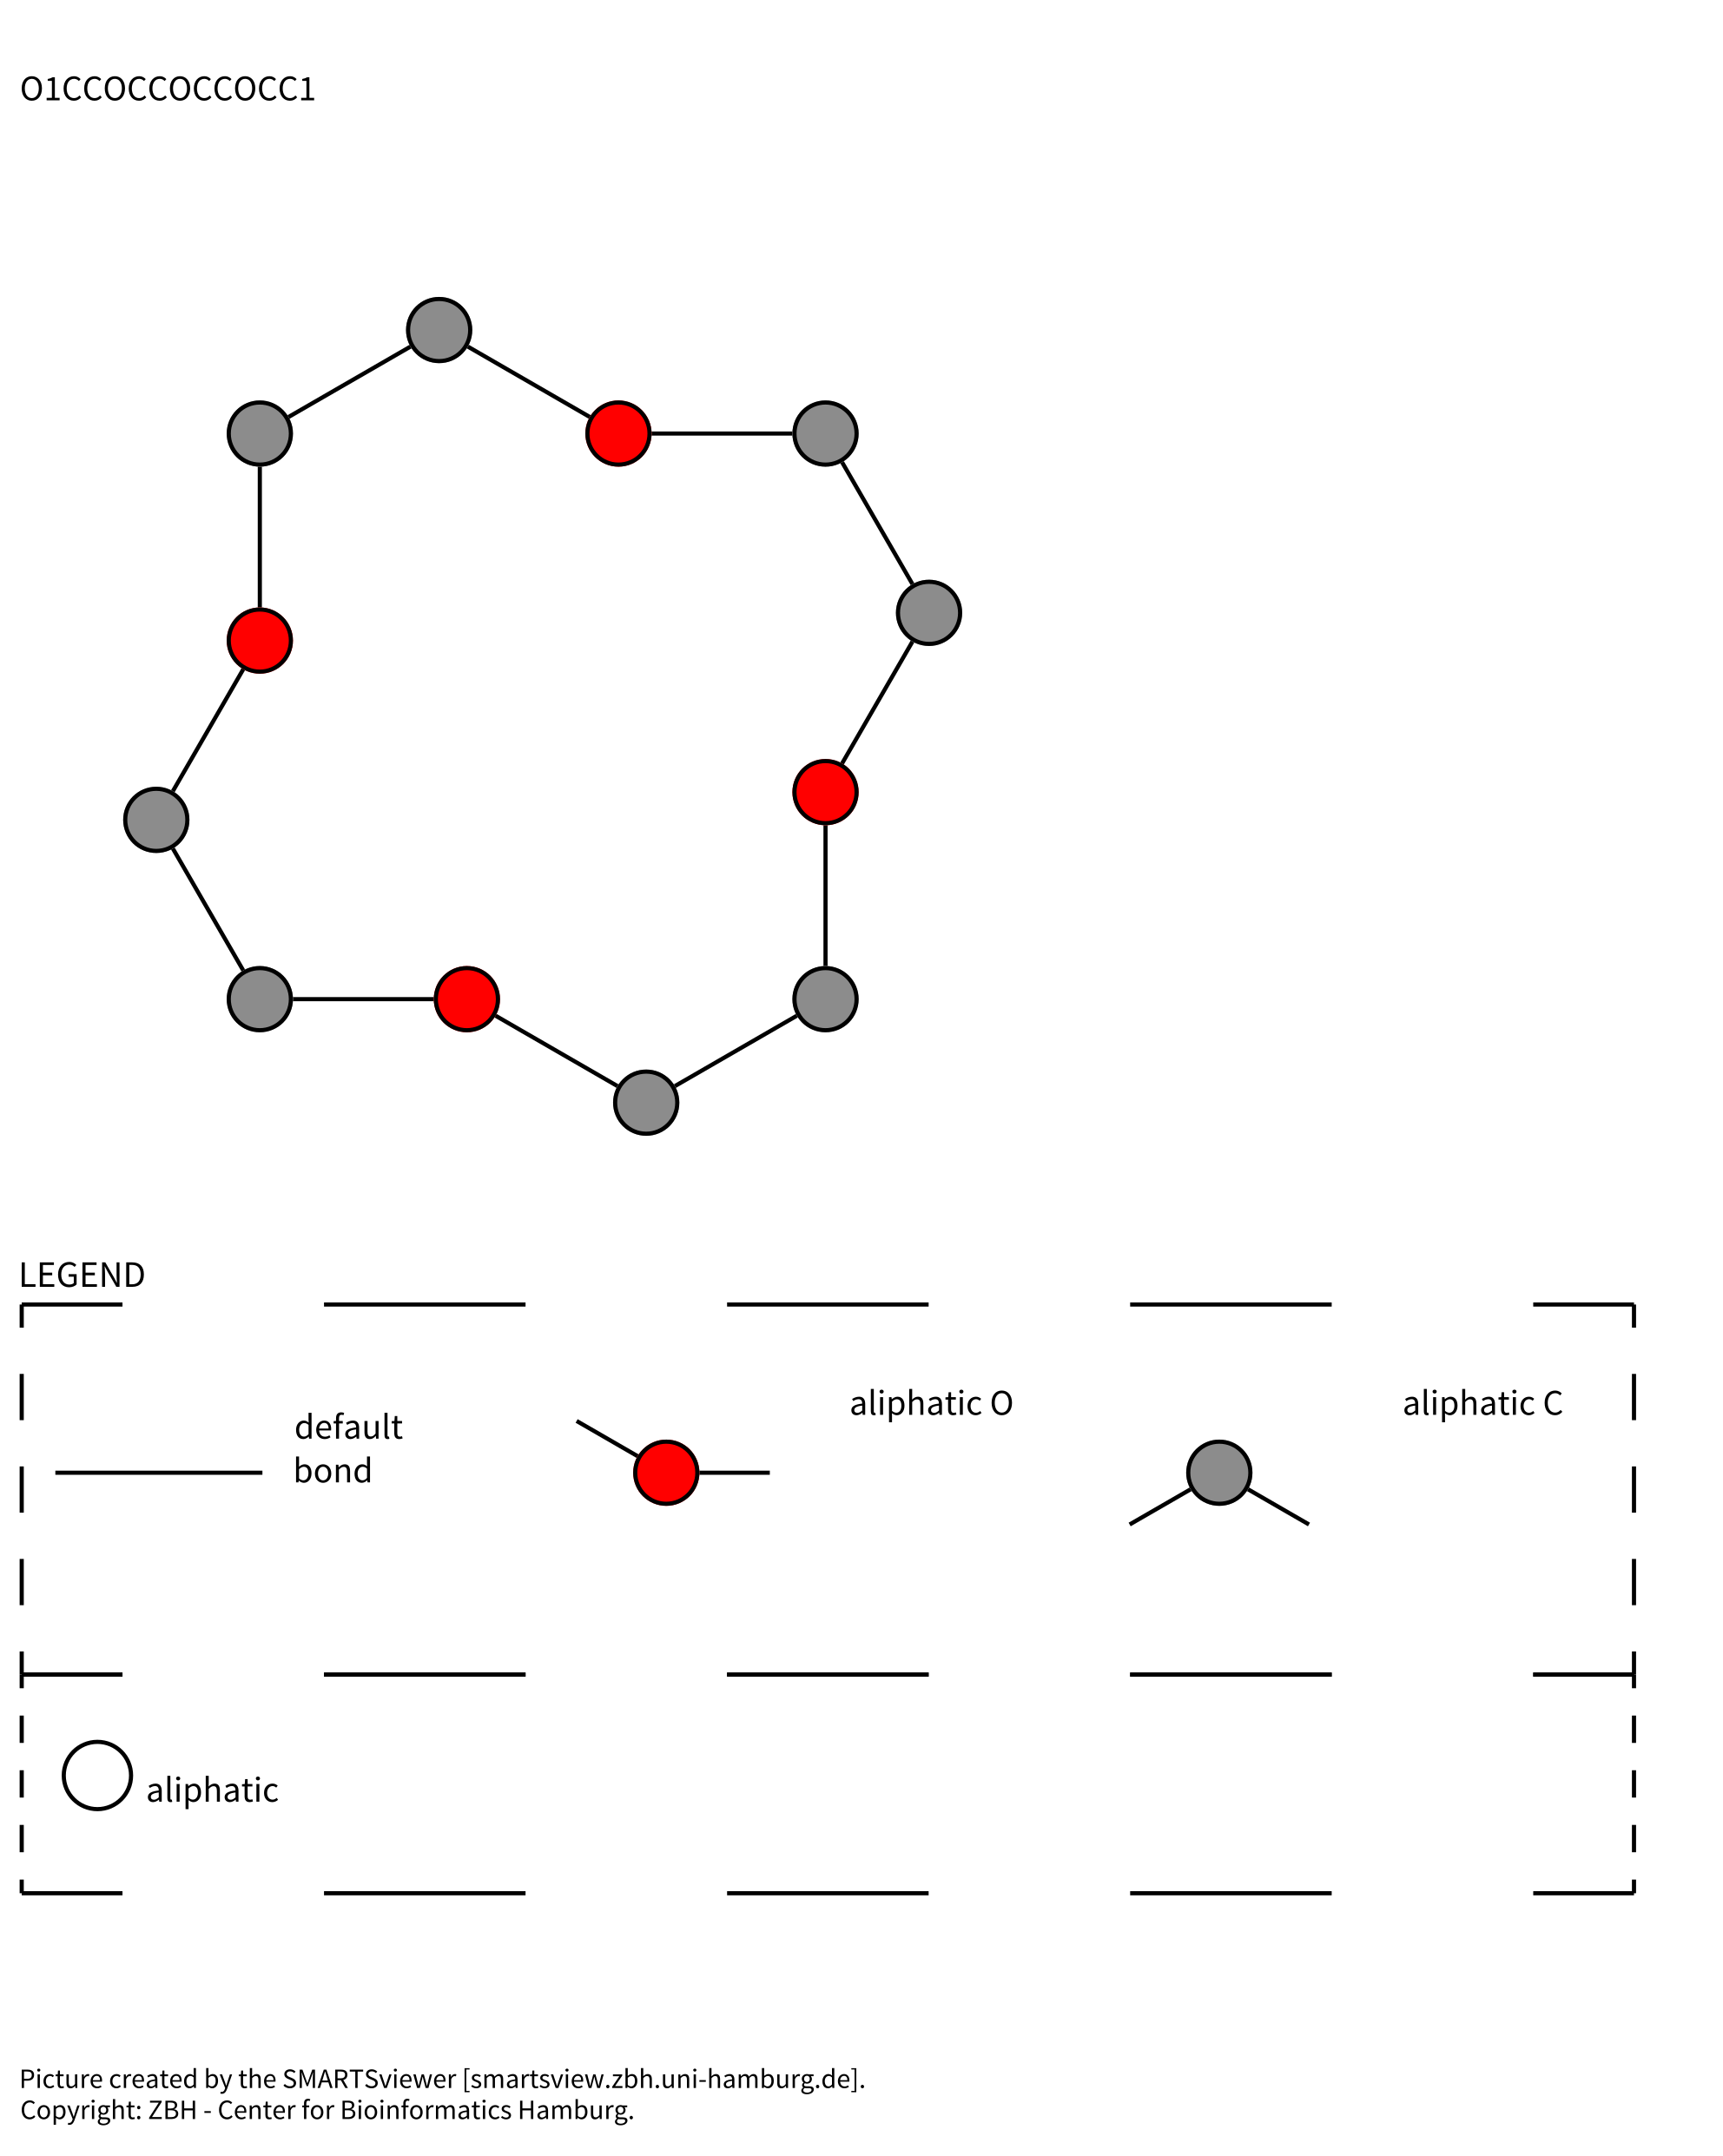 O1CCOCCOCCOCC1
LEGEND
default
bond
aliphatic O
aliphatic C
aliphatic
Picture created by the SMARTSviewer [smartsview.zbh.uni-hamburg.de].
Copyright: ZBH - Center for Bioinformatics Hamburg.